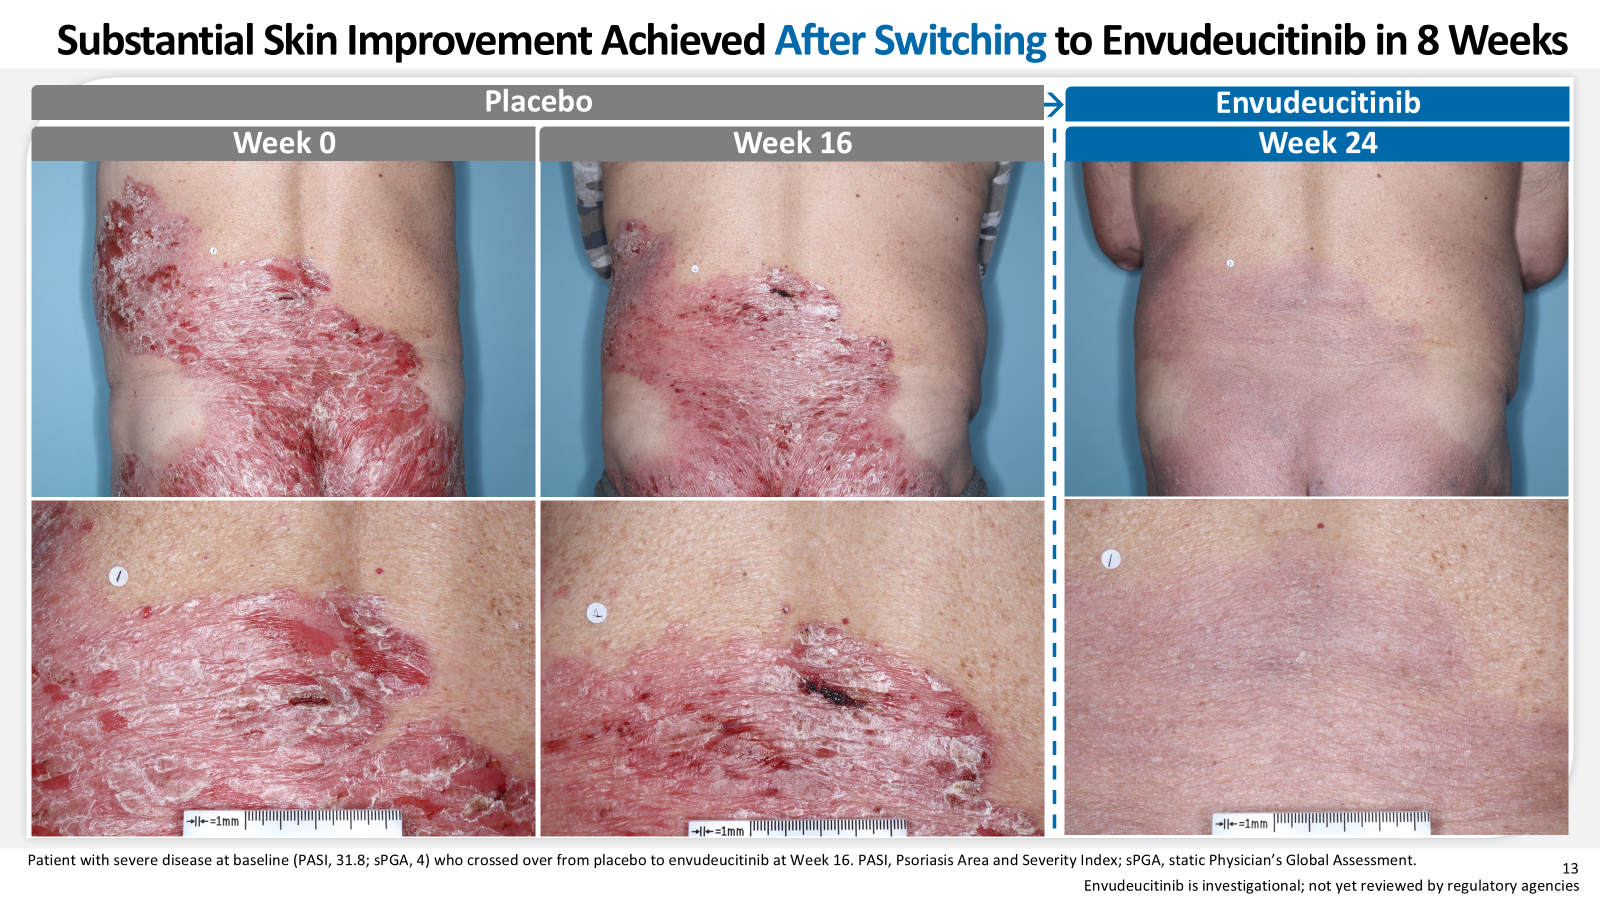 Substantial Skin Improvement Achieved After Switching to Envudeucitinib in 8 Weeks
Placebo
Envudeucitinib
Week 0
Week 16
Week 24
=1mm
=1mm
=1mm
Patient with severe disease at baseline (PASI, 31.8; sPGA, 4) who crossed over from placebo to envudeucitinib at Week 16. PASI, Psoriasis Area and Severity Index; sPGA, static Physician’s Global Assessment.
13
Envudeucitinib is investigational; not yet reviewed by regulatory agencies